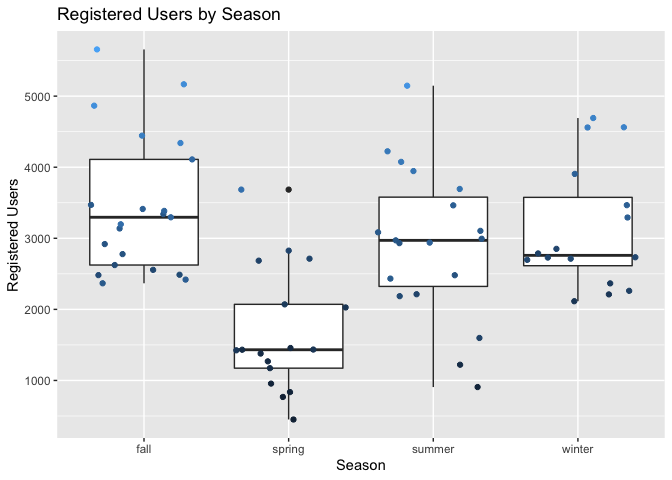 Registered Users by Season
Registered Users
5000
4000
3000
2000
1000
fall
spring
summer
winter
Season